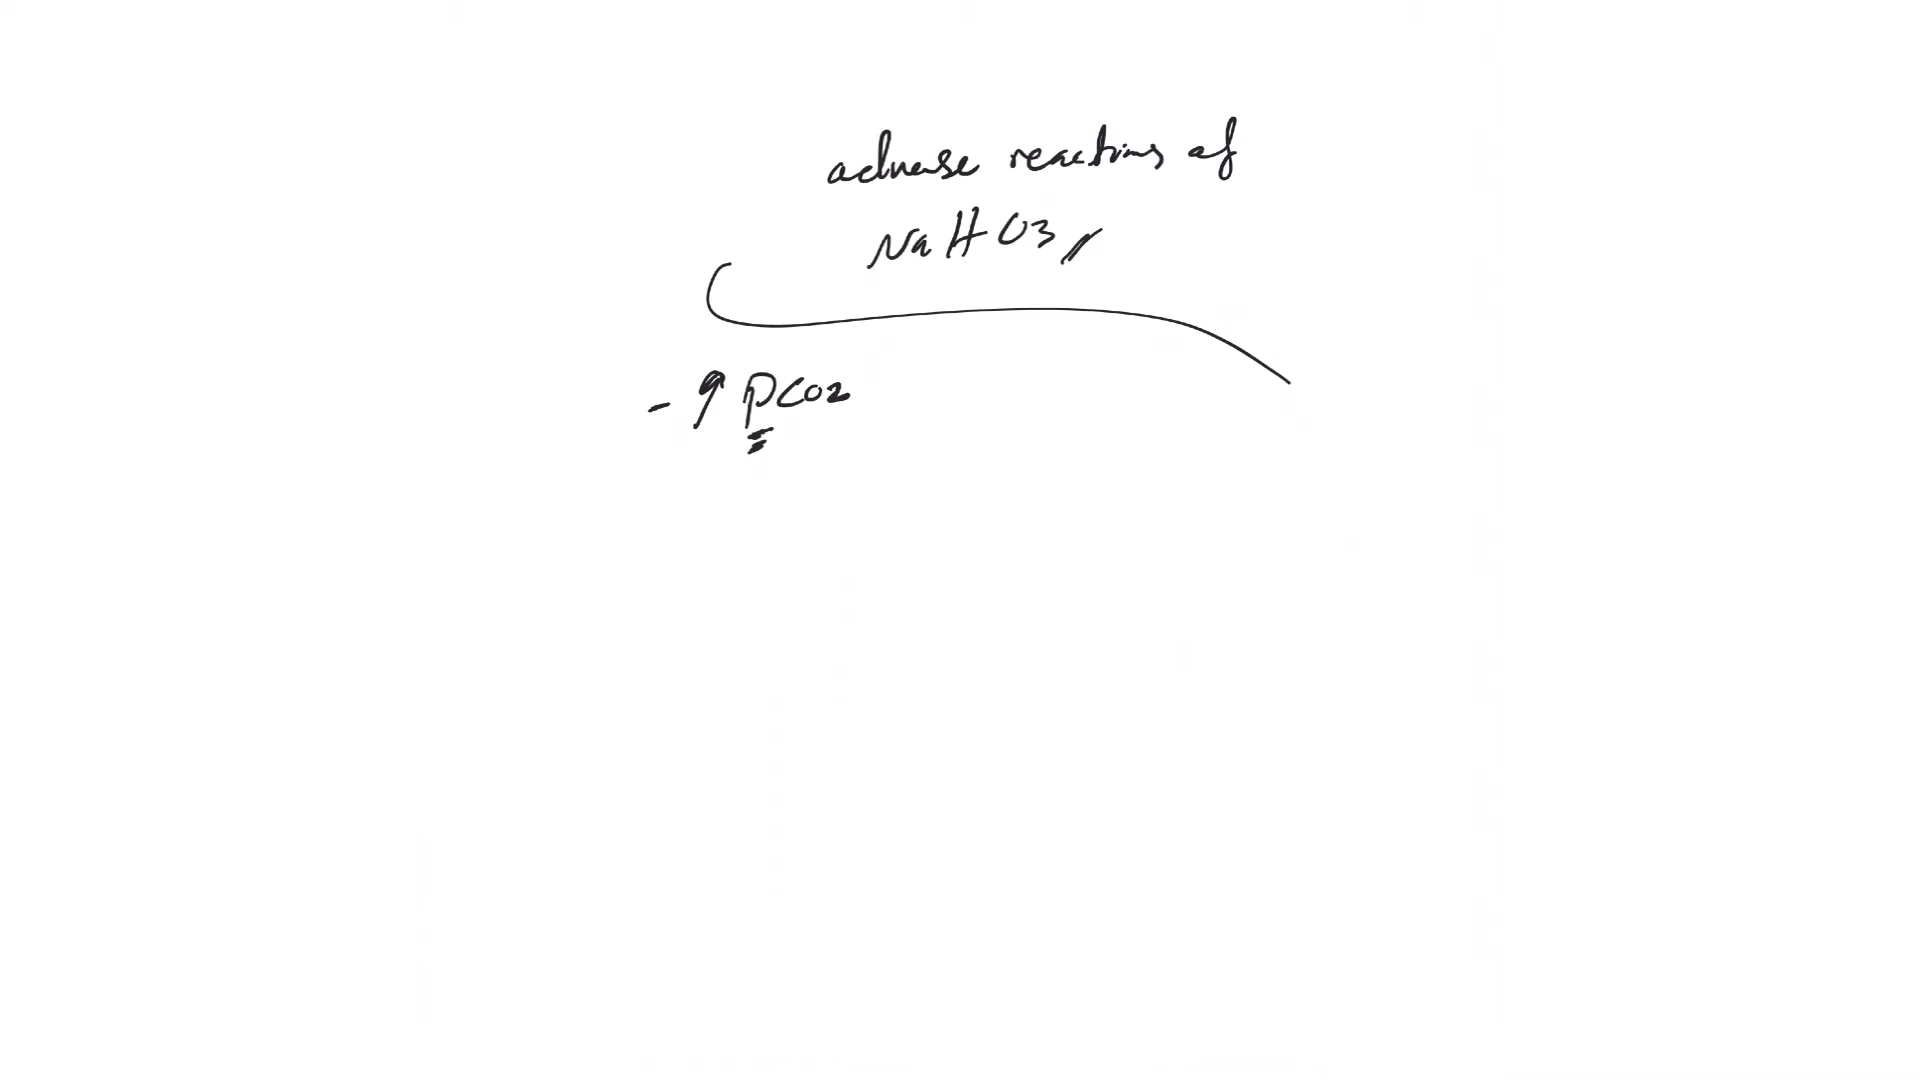 adverse reactions of
NaHCO3
- ↑ pCO2